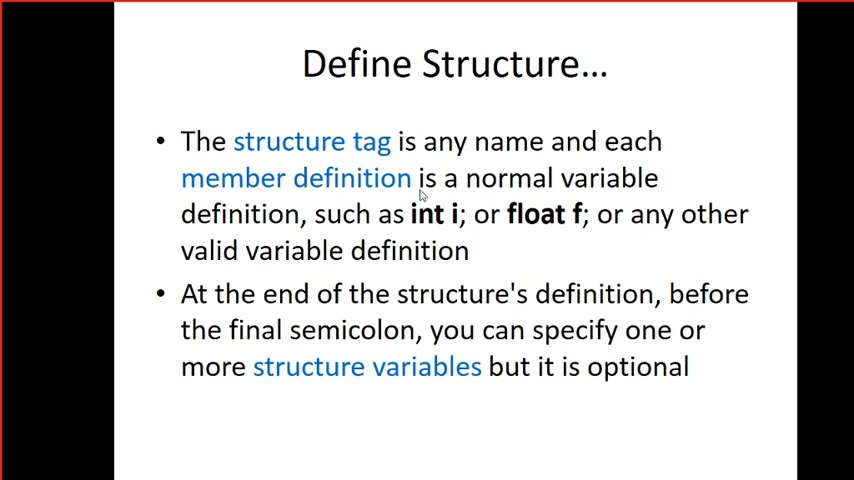 Define Structure...
• The structure tag is any name and each
member definition is a normal variable
definition, such as int i; or float f; or any other
valid variable definition
• At the end of the structure's definition, before
the final semicolon, you can specify one or
more structure variables but it is optional